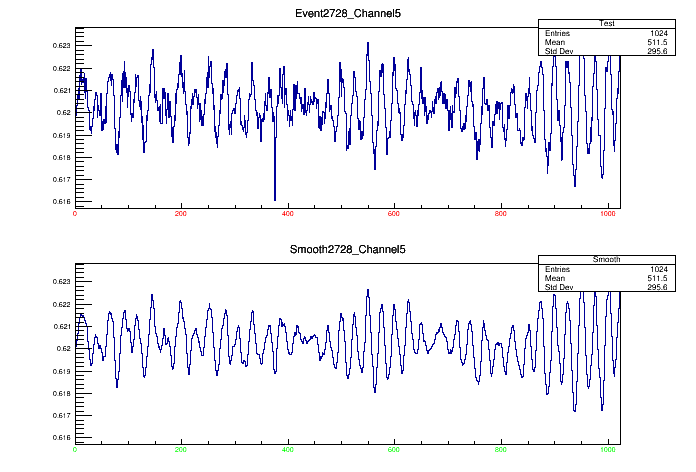 Event2728_Channel5
Test
Entries 1024
Mean 511.5
Std Dev 295.6
0.623
0.622
0.621
0.62
0.619
0.618
0.617
0.616
0 200 400 600 800 1000
Smooth2728_Channel5
Smooth
Entries 1024
Mean 511.5
Std Dev 295.6
0.623
0.622
0.621
0.62
0.619
0.618
0.617
0.616
0 200 400 600 800 1000